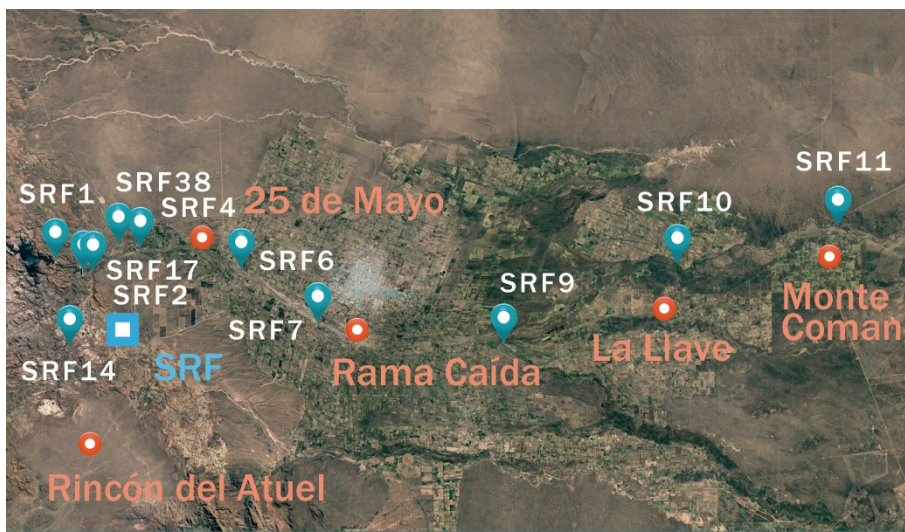 SRF1
SRF38
SRF4
25 de Mayo
SRF10
SRF11
SRF17
SRF2
SRF6
SRF9
SRF7
Monte
Comán
La Llave
SRF14
SRF
Rama Caída
Rincón del Atuel